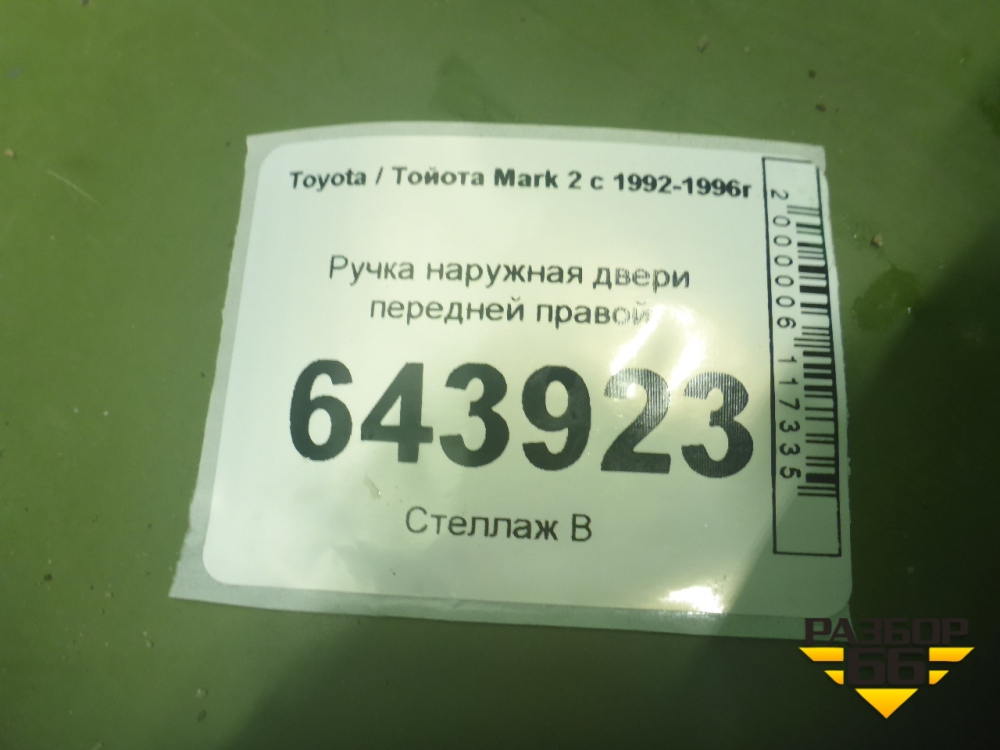 Toyota / Тойота Mark 2 с 1992-1996г
Ручка наружная двери
передней правой
643923
Стеллаж В
2000006117335
РАЗБОР
66